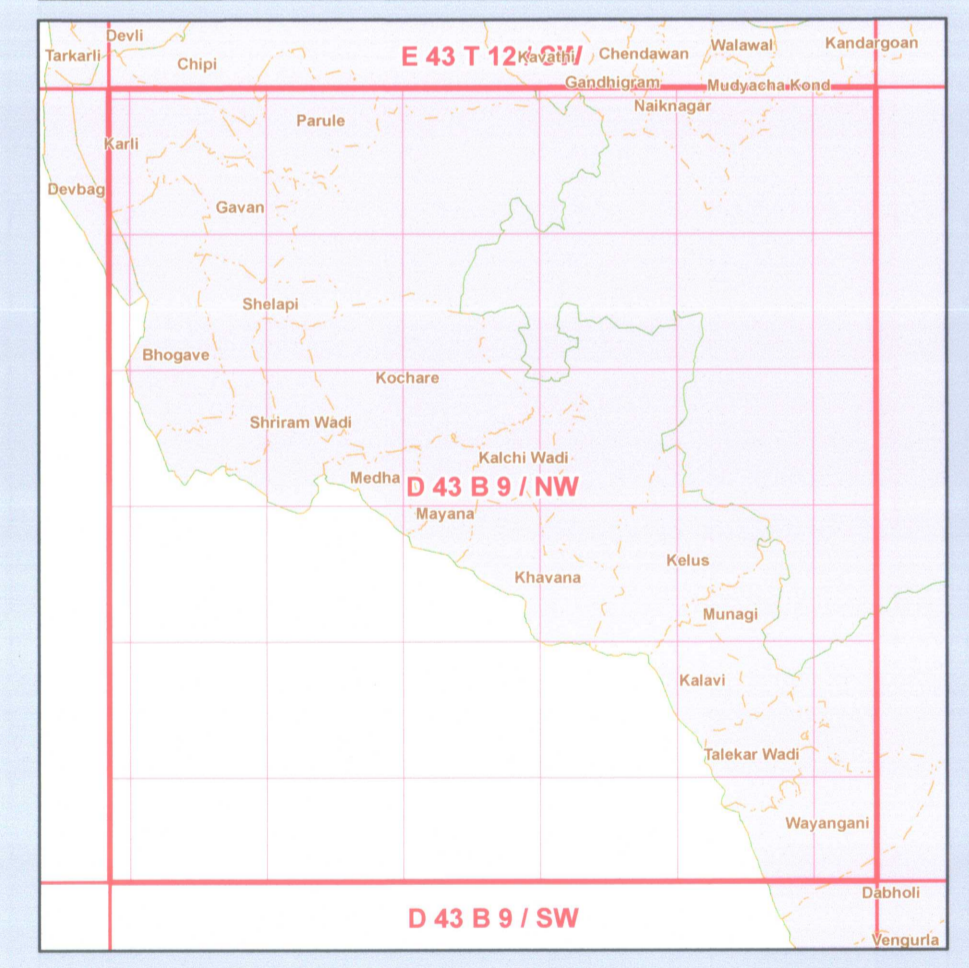 Devli
Tarkarli
Chipi
E 43 T 12 / SW
Kavathi
Chendawan
Walawal
Kandargoan
Gandhigram
Mudyacha Kond
Naiknagar
Parule
Karli
Devbag
Gavan
Shelapi
Bhogave
Kochare
Shriram Wadi
Kalchi Wadi
Medha
D 43 B 9 / NW
Mayana
Kelus
Khavana
Munagi
Kalavi
Talekar Wadi
Wayangani
Dabholi
D 43 B 9 / SW
Vengurla